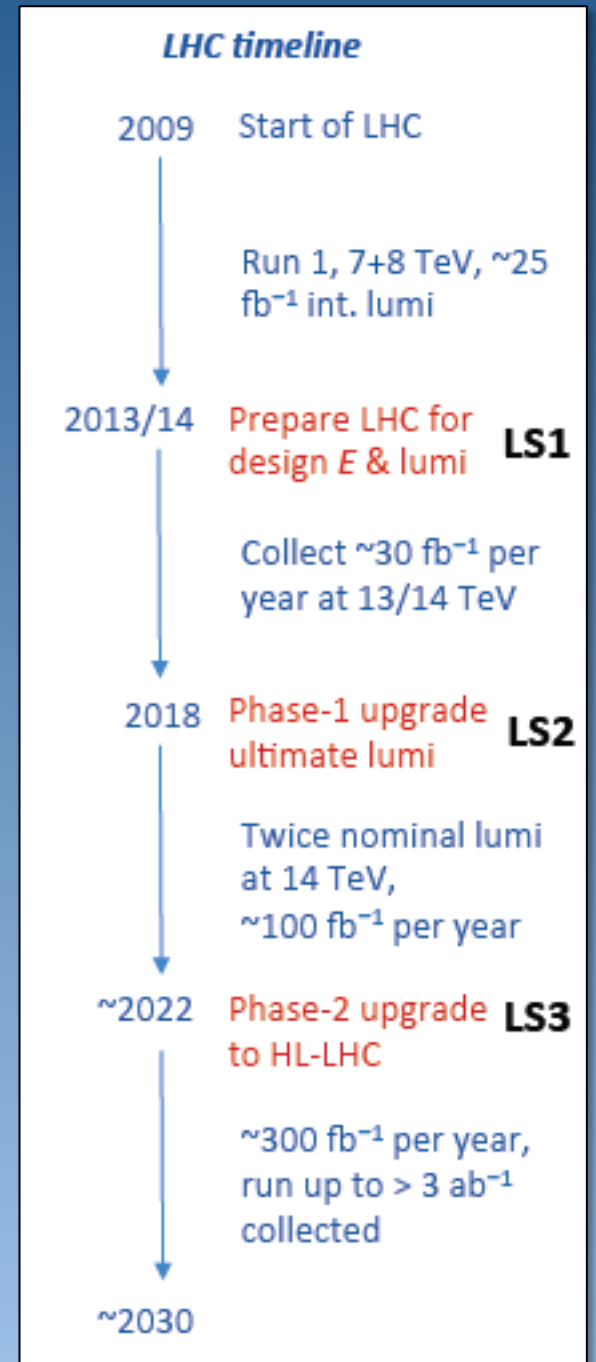 LHC timeline
2009 Start of LHC
Run 1, 7+8 TeV, ~25
fb⁻¹ int. lumi
2013/14 Prepare LHC for
design E & lumi LS1
Collect ~30 fb⁻¹ per
year at 13/14 TeV
2018 Phase-1 upgrade
ultimate lumi LS2
Twice nominal lumi
at 14 TeV,
~100 fb⁻¹ per year
~2022 Phase-2 upgrade LS3
to HL-LHC
~300 fb⁻¹ per year,
run up to > 3 ab⁻¹
collected
~2030